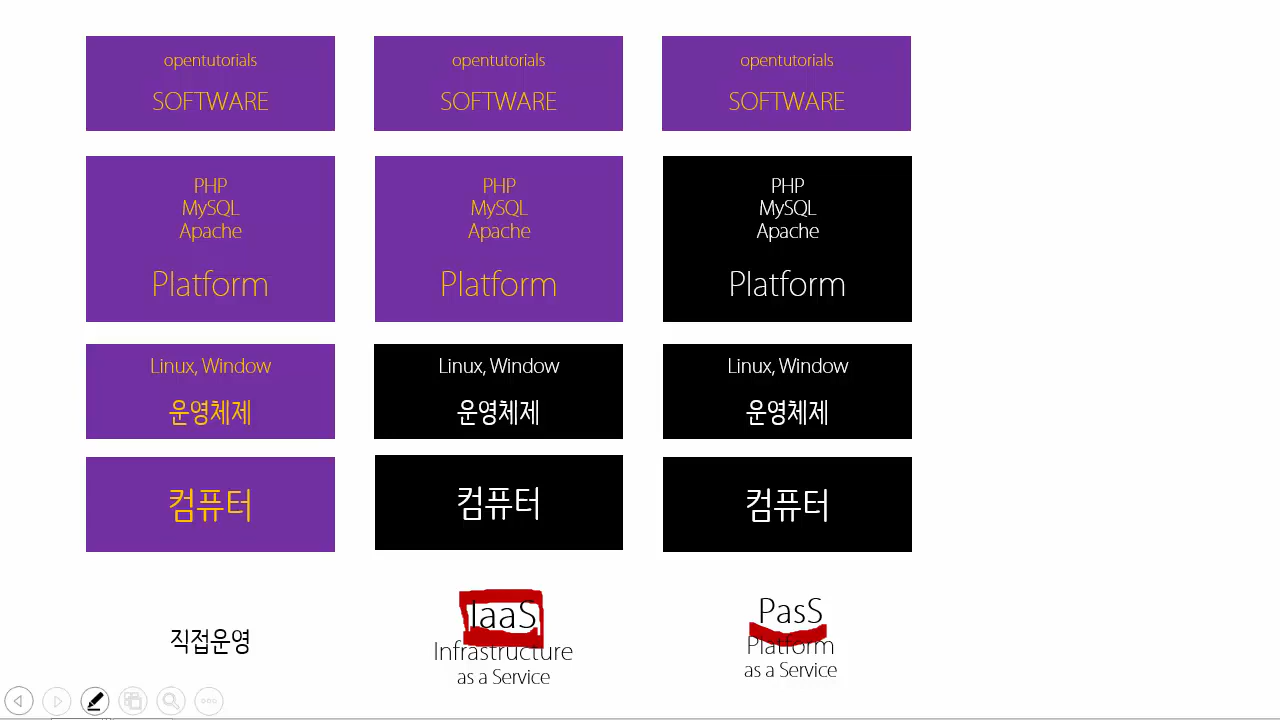 opentutorials
SOFTWARE
PHP
MySQL
Apache
Platform
Linux, Window
운영체제
컴퓨터
직접운영
opentutorials
SOFTWARE
PHP
MySQL
Apache
Platform
Linux, Window
운영체제
컴퓨터
IaaS
Infrastructure
as a Service
opentutorials
SOFTWARE
PHP
MySQL
Apache
Platform
Linux, Window
운영체제
컴퓨터
PasS
Platform
as a Service